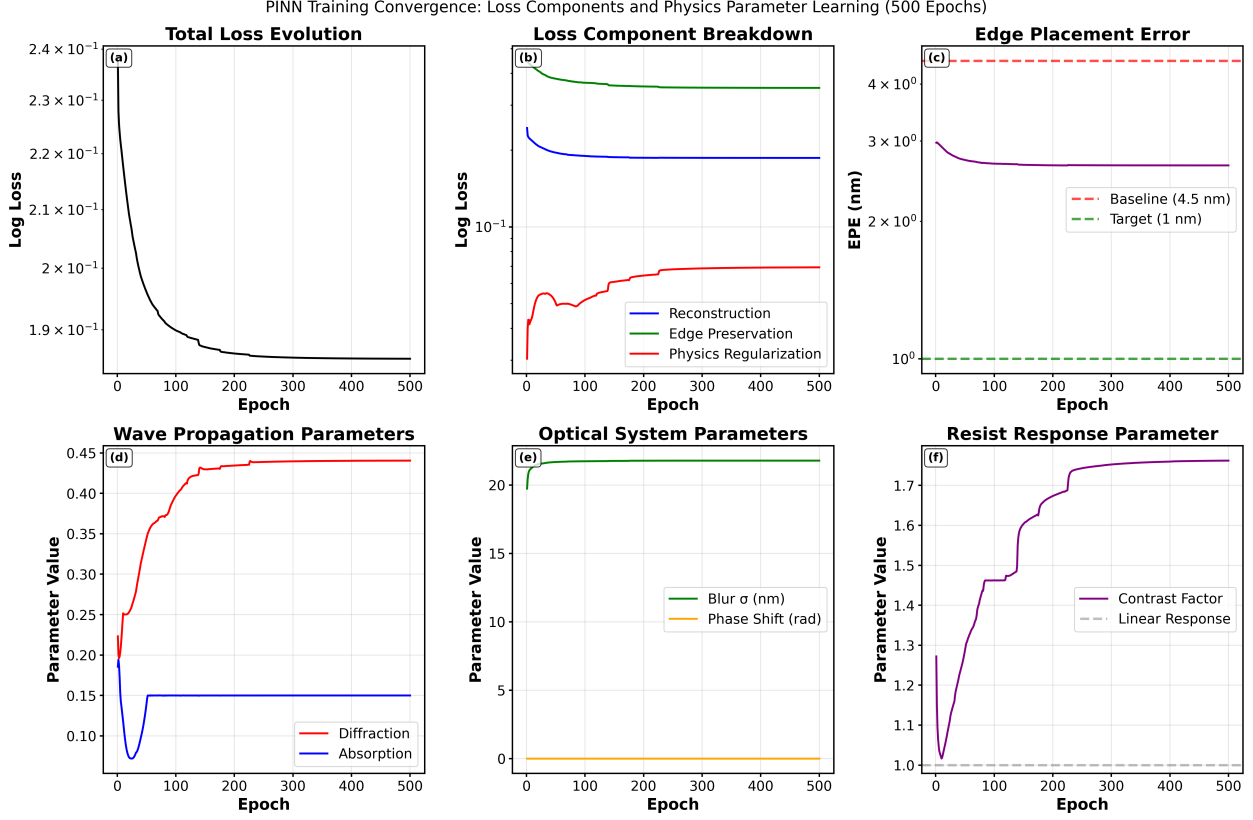 PINN Training Convergence: Loss Components and Physics Parameter Learning (500 Epochs)
Total Loss Evolution
(a)
2.4 × 10⁻¹
2.3 × 10⁻¹
2.2 × 10⁻¹
2.1 × 10⁻¹
2 × 10⁻¹
1.9 × 10⁻¹
Log Loss
0 100 200 300 400 500
Epoch
Loss Component Breakdown
(b)
10⁻¹
Log Loss
Reconstruction
Edge Preservation
Physics Regularization
0 100 200 300 400 500
Epoch
Edge Placement Error
(c)
4 × 10⁰
3 × 10⁰
2 × 10⁰
10⁰
EPE (nm)
Baseline (4.5 nm)
Target (1 nm)
0 100 200 300 400 500
Epoch
Wave Propagation Parameters
(d)
0.45
0.40
0.35
0.30
0.25
0.20
0.15
0.10
Parameter Value
Diffraction
Absorption
0 100 200 300 400 500
Epoch
Optical System Parameters
(e)
20
15
10
5
0
Parameter Value
Blur σ (nm)
Phase Shift (rad)
0 100 200 300 400 500
Epoch
Resist Response Parameter
(f)
1.7
1.6
1.5
1.4
1.3
1.2
1.1
1.0
Parameter Value
Contrast Factor
Linear Response
0 100 200 300 400 500
Epoch